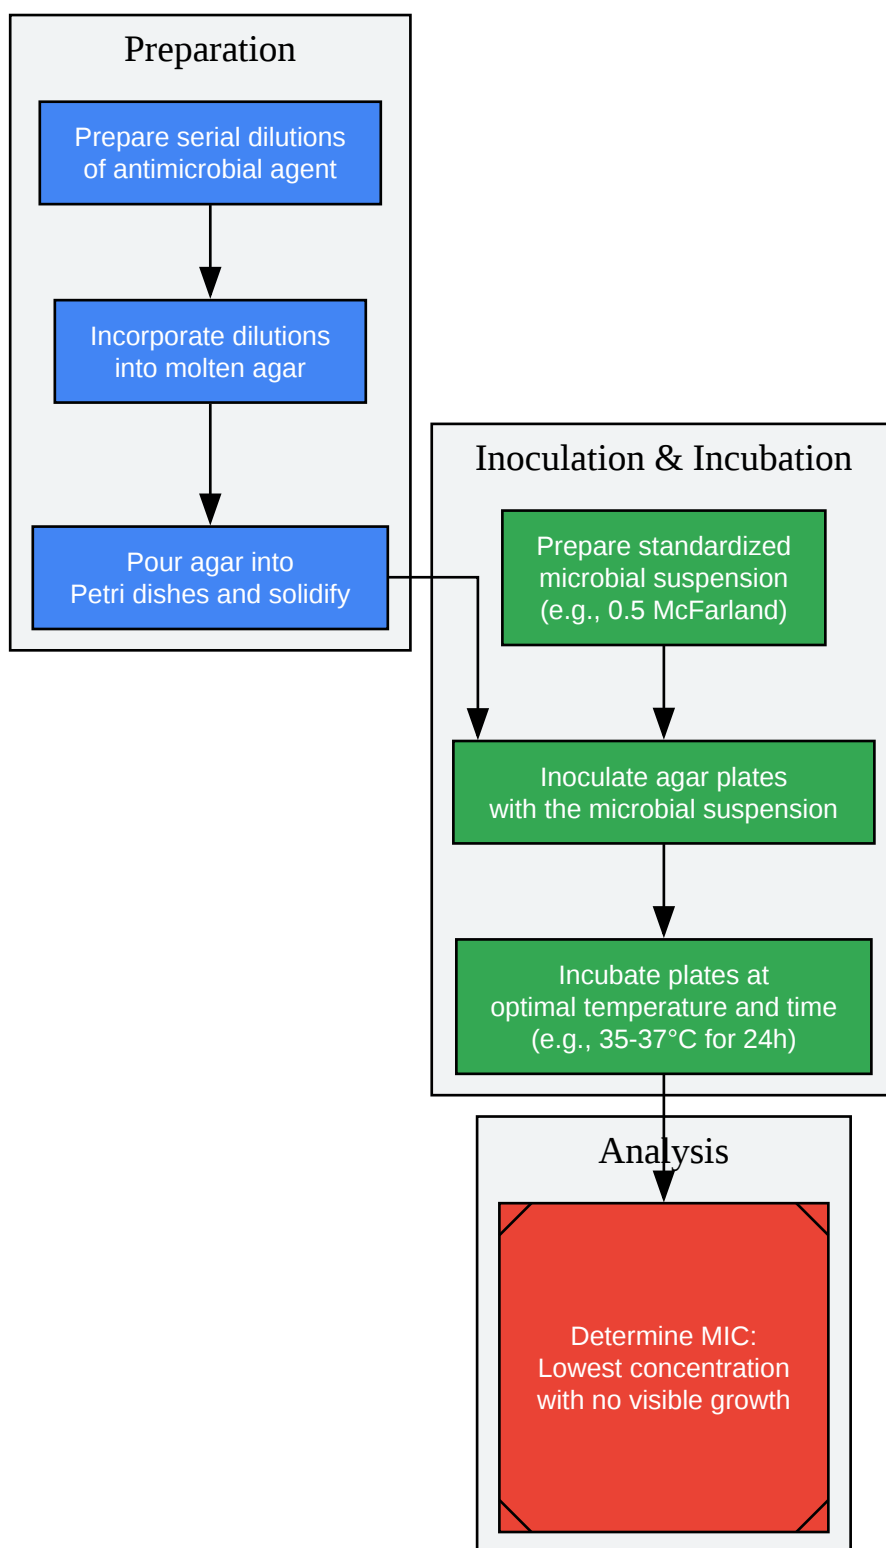 Preparation
Prepare serial dilutions
of antimicrobial agent
Incorporate dilutions
into molten agar
Pour agar into
Petri dishes and solidify
Inoculation & Incubation
Prepare standardized
microbial suspension
(e.g., 0.5 McFarland)
Inoculate agar plates
with the microbial suspension
Incubate plates at
optimal temperature and time
(e.g., 35-37°C for 24h)
Analysis
Determine MIC:
Lowest concentration
with no visible growth